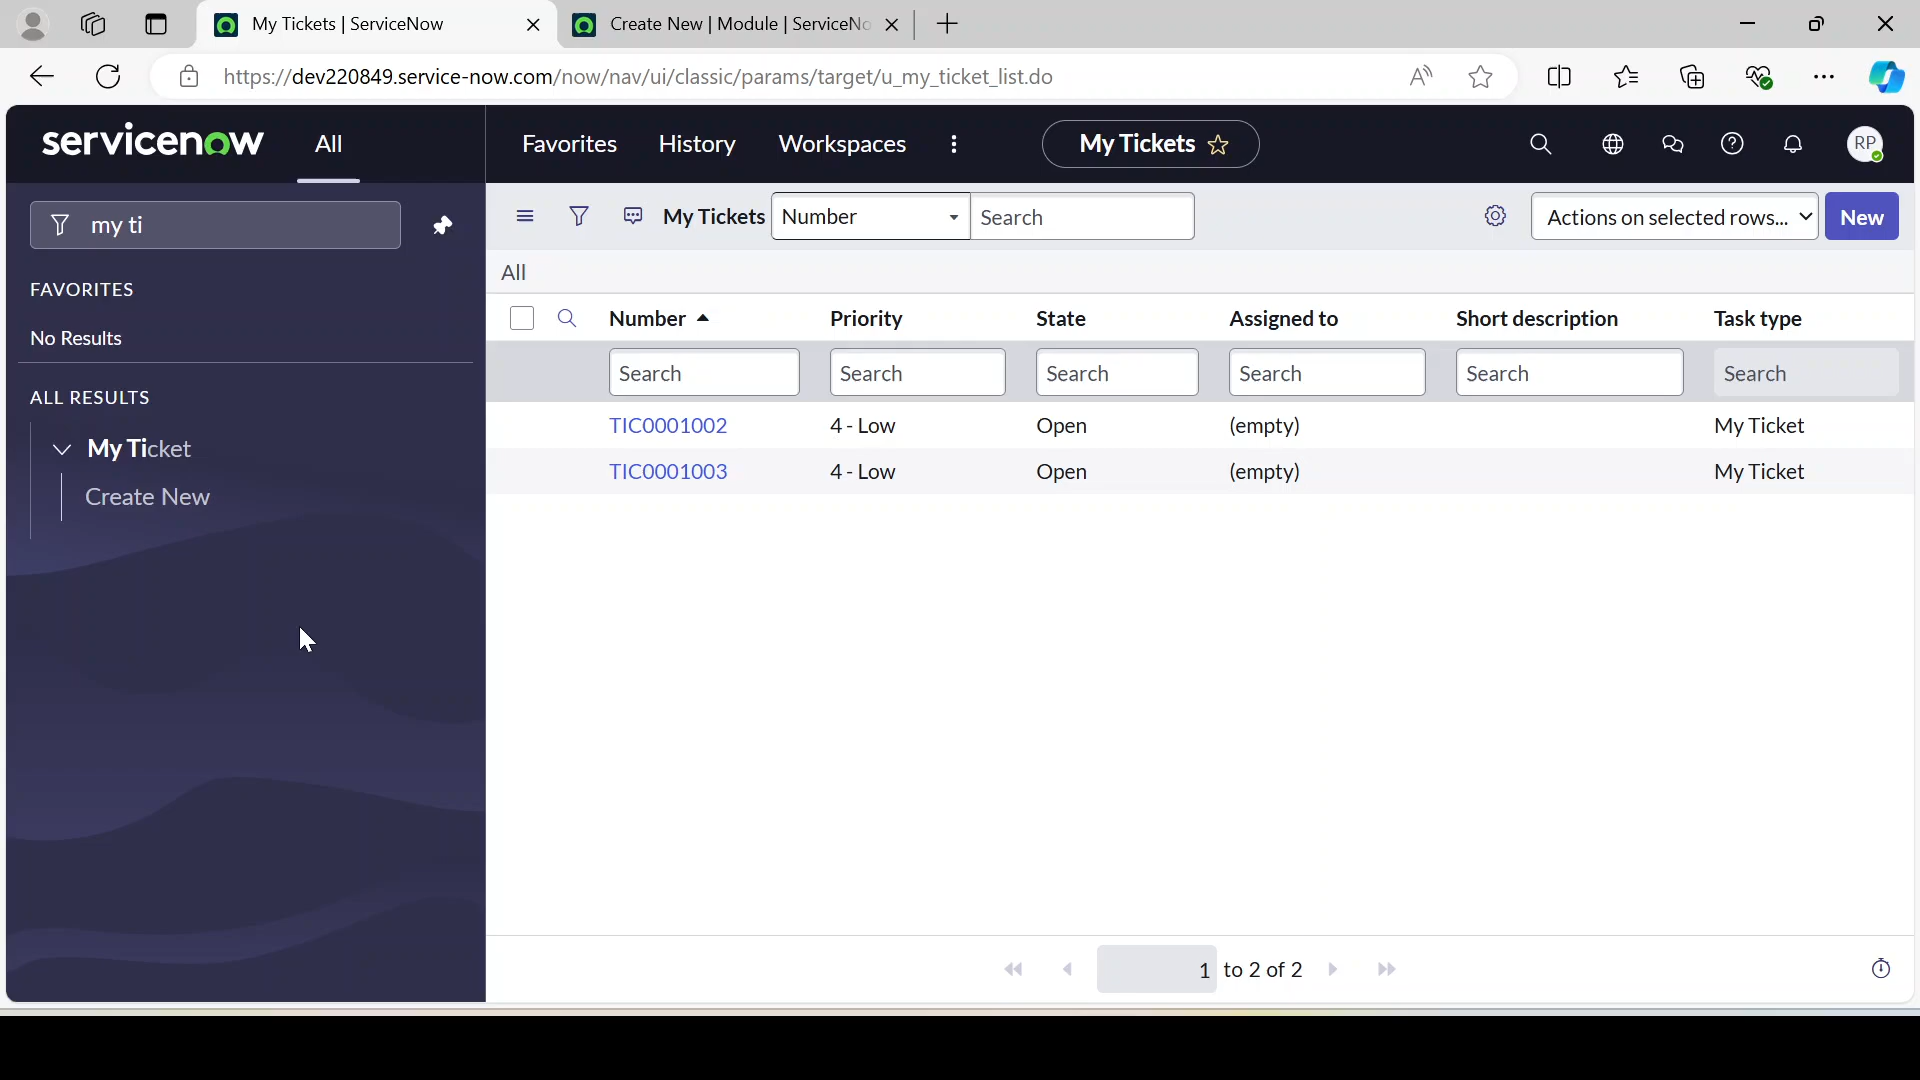 My Tickets | ServiceNow
Create New | Module | ServiceNo
https://dev220849.service-now.com/now/nav/ui/classic/params/target/u_my_ticket_list.do
servicenow All Favorites History Workspaces My Tickets RP
my ti
My Tickets Number Search Actions on selected rows... New
All
FAVORITES
No Results
ALL RESULTS
My Ticket
Create New
Number Priority State Assigned to Short description Task type
Search Search Search Search Search Search
TIC0001002 4 - Low Open (empty) My Ticket
TIC0001003 4 - Low Open (empty) My Ticket
1 to 2 of 2